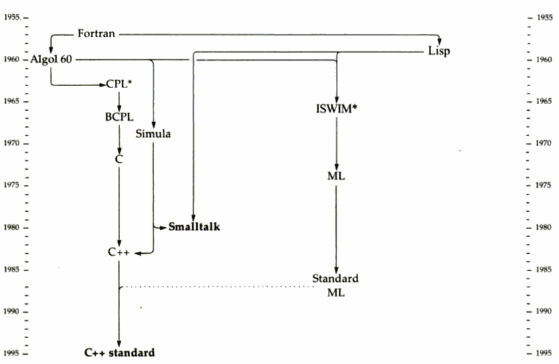 1955
1955
Fortran
Lisp
1960
Algol 60
1960
CPL*
1965
1965
ISWIM*
BCPL
Simula
1970
1970
C
ML
1975
1975
1980
Smalltalk
1980
C++
1985
1985
Standard
ML
1990
1990
1995
C++ standard
1995